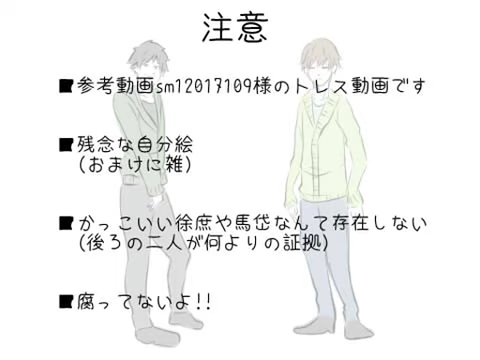 注意
■参考動画sm12017109様のトレス動画です
■残念な自分絵
(おまけに雑)
■かっこいい徐庶や馬岱なんて存在しない
(後ろの二人が何よりの証拠)
■腐ってないよ!!